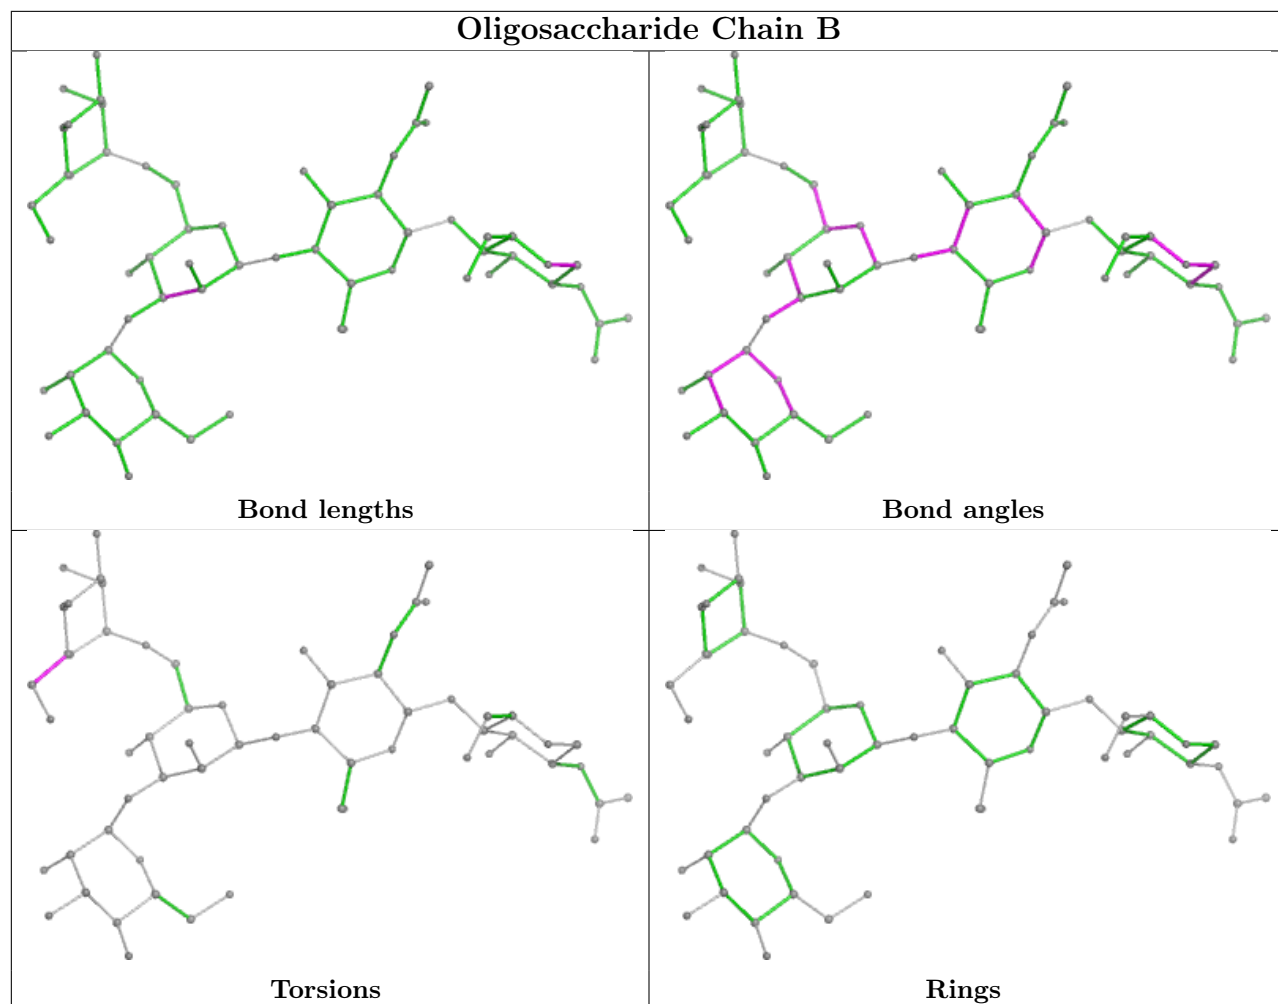 Oligosaccharide Chain B
Bond lengths
Bond angles
Torsions
Rings